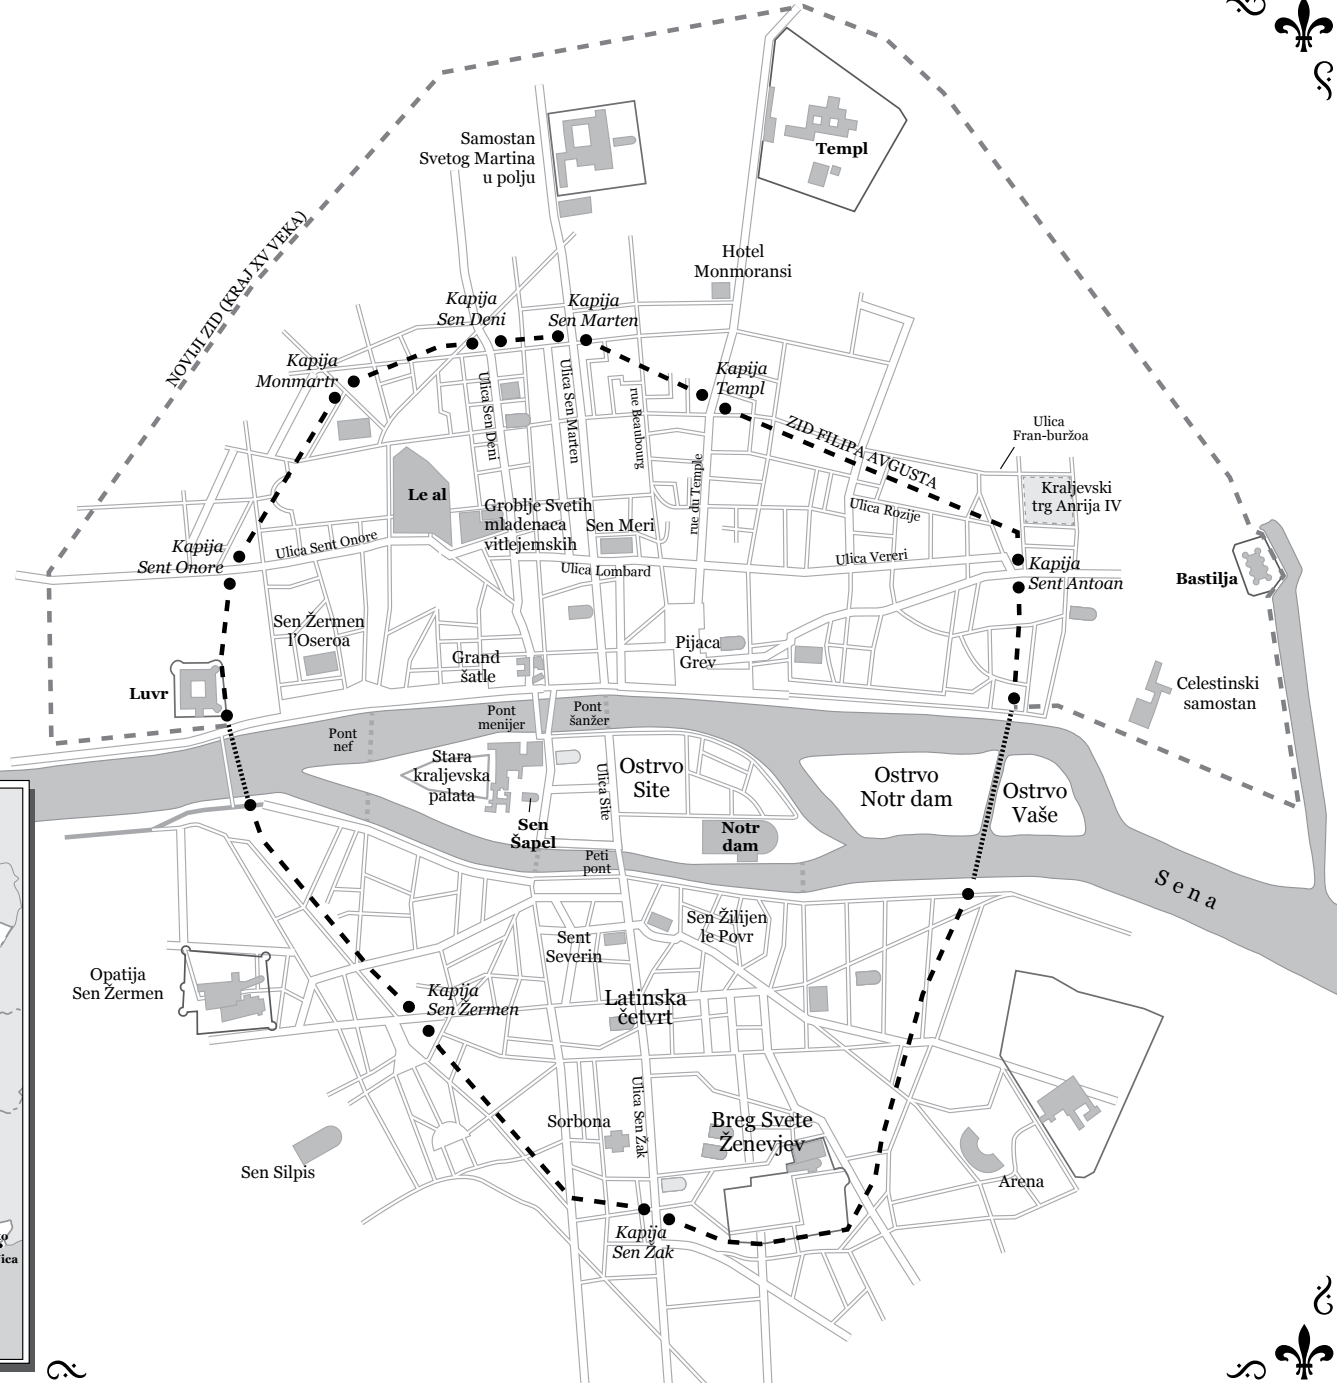 Samostan
Svetog Martina
u polju
Templ
NOVIJI ZID (KRAJ XV VEKA)
Hotel
Monmoransi
Kapija
Sen Deni
Kapija
Sen Marten
Kapija
Monmartr
Kapija
Templ
Ulica Sen Deni
Ulica Sen Marten
rue Beaubourg
rue du Temple
ZID FILIPA AVGUSTA
Ulica
Fran-buržoa
Kraljevski
trg Anrija IV
Le al
Groblje Svetih
mladenaca
vitlejemskih
Sen Meri
Ulica Rozije
Kapija
Sent Onore
Ulica Sent Onore
Ulica Lombard
Ulica Vereri
Kapija
Sent Antoan
Bastilja
Sen Žermen
l'Oseroa
Grand
šatle
Pijaca
Grev
Luvr
Celestinski
samostan
Pont
nef
Pont
menijer
Pont
šanžer
Stara
kraljevska
palata
Ulica Site
Ostrvo
Site
Ostrvo
Notr dam
Ostrvo
Vaše
Sen
Šapel
Notr
dam
Peti
pont
Sena
Sent
Severin
Sen Žilijen
le Povr
Opatija
Sen Žermen
Kapija
Sen Žermen
Latinska
četvrt
Ulica Sen Žak
Sorbona
Breg Svete
Ženevjev
Sen Silpis
Arena
Kapija
Sen Žak